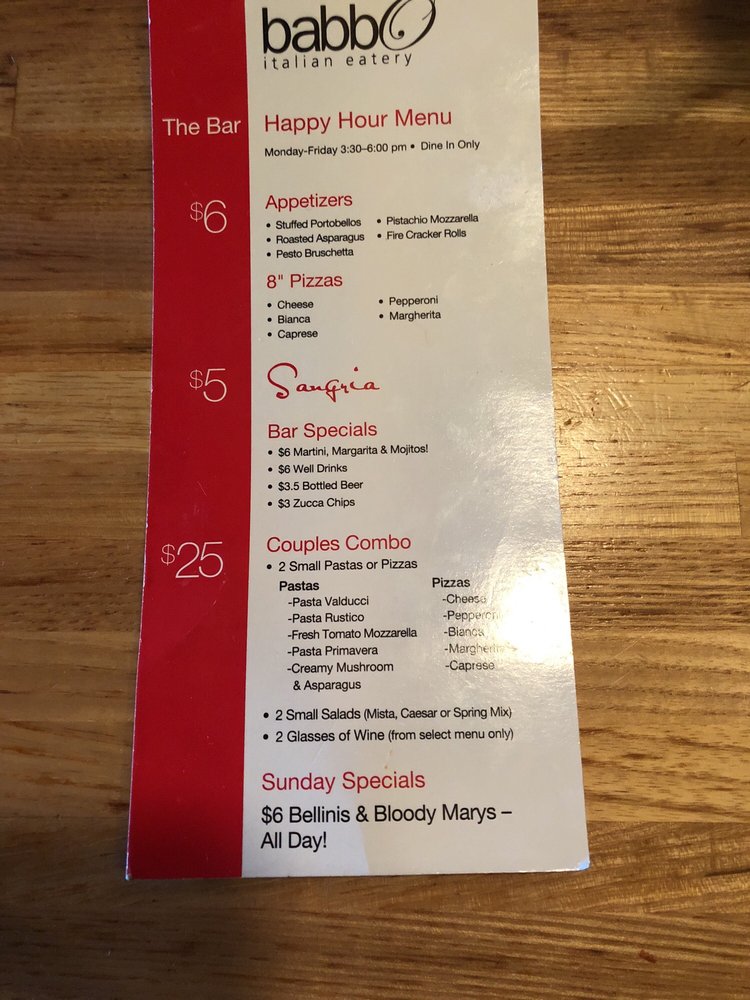 babbo
italian eatery
The Bar
Happy Hour Menu
Monday-Friday 3:30–6:00 pm • Dine In Only
$6
Appetizers
• Stuffed Portobellos • Pistachio Mozzarella
• Roasted Asparagus • Fire Cracker Rolls
• Pesto Bruschetta
8" Pizzas
• Cheese • Pepperoni
• Bianca • Margherita
• Caprese
$5
Sangria
Bar Specials
• $6 Martini, Margarita & Mojitos!
• $6 Well Drinks
• $3.5 Bottled Beer
• $3 Zucca Chips
$25
Couples Combo
• 2 Small Pastas or Pizzas
Pastas Pizzas
-Pasta Valducci -Cheese
-Pasta Rustico -Pepperoni
-Fresh Tomato Mozzarella -Bianca
-Pasta Primavera -Margherita
-Creamy Mushroom -Caprese
& Asparagus
• 2 Small Salads (Mista, Caesar or Spring Mix)
• 2 Glasses of Wine (from select menu only)
Sunday Specials
$6 Bellinis & Bloody Marys –
All Day!